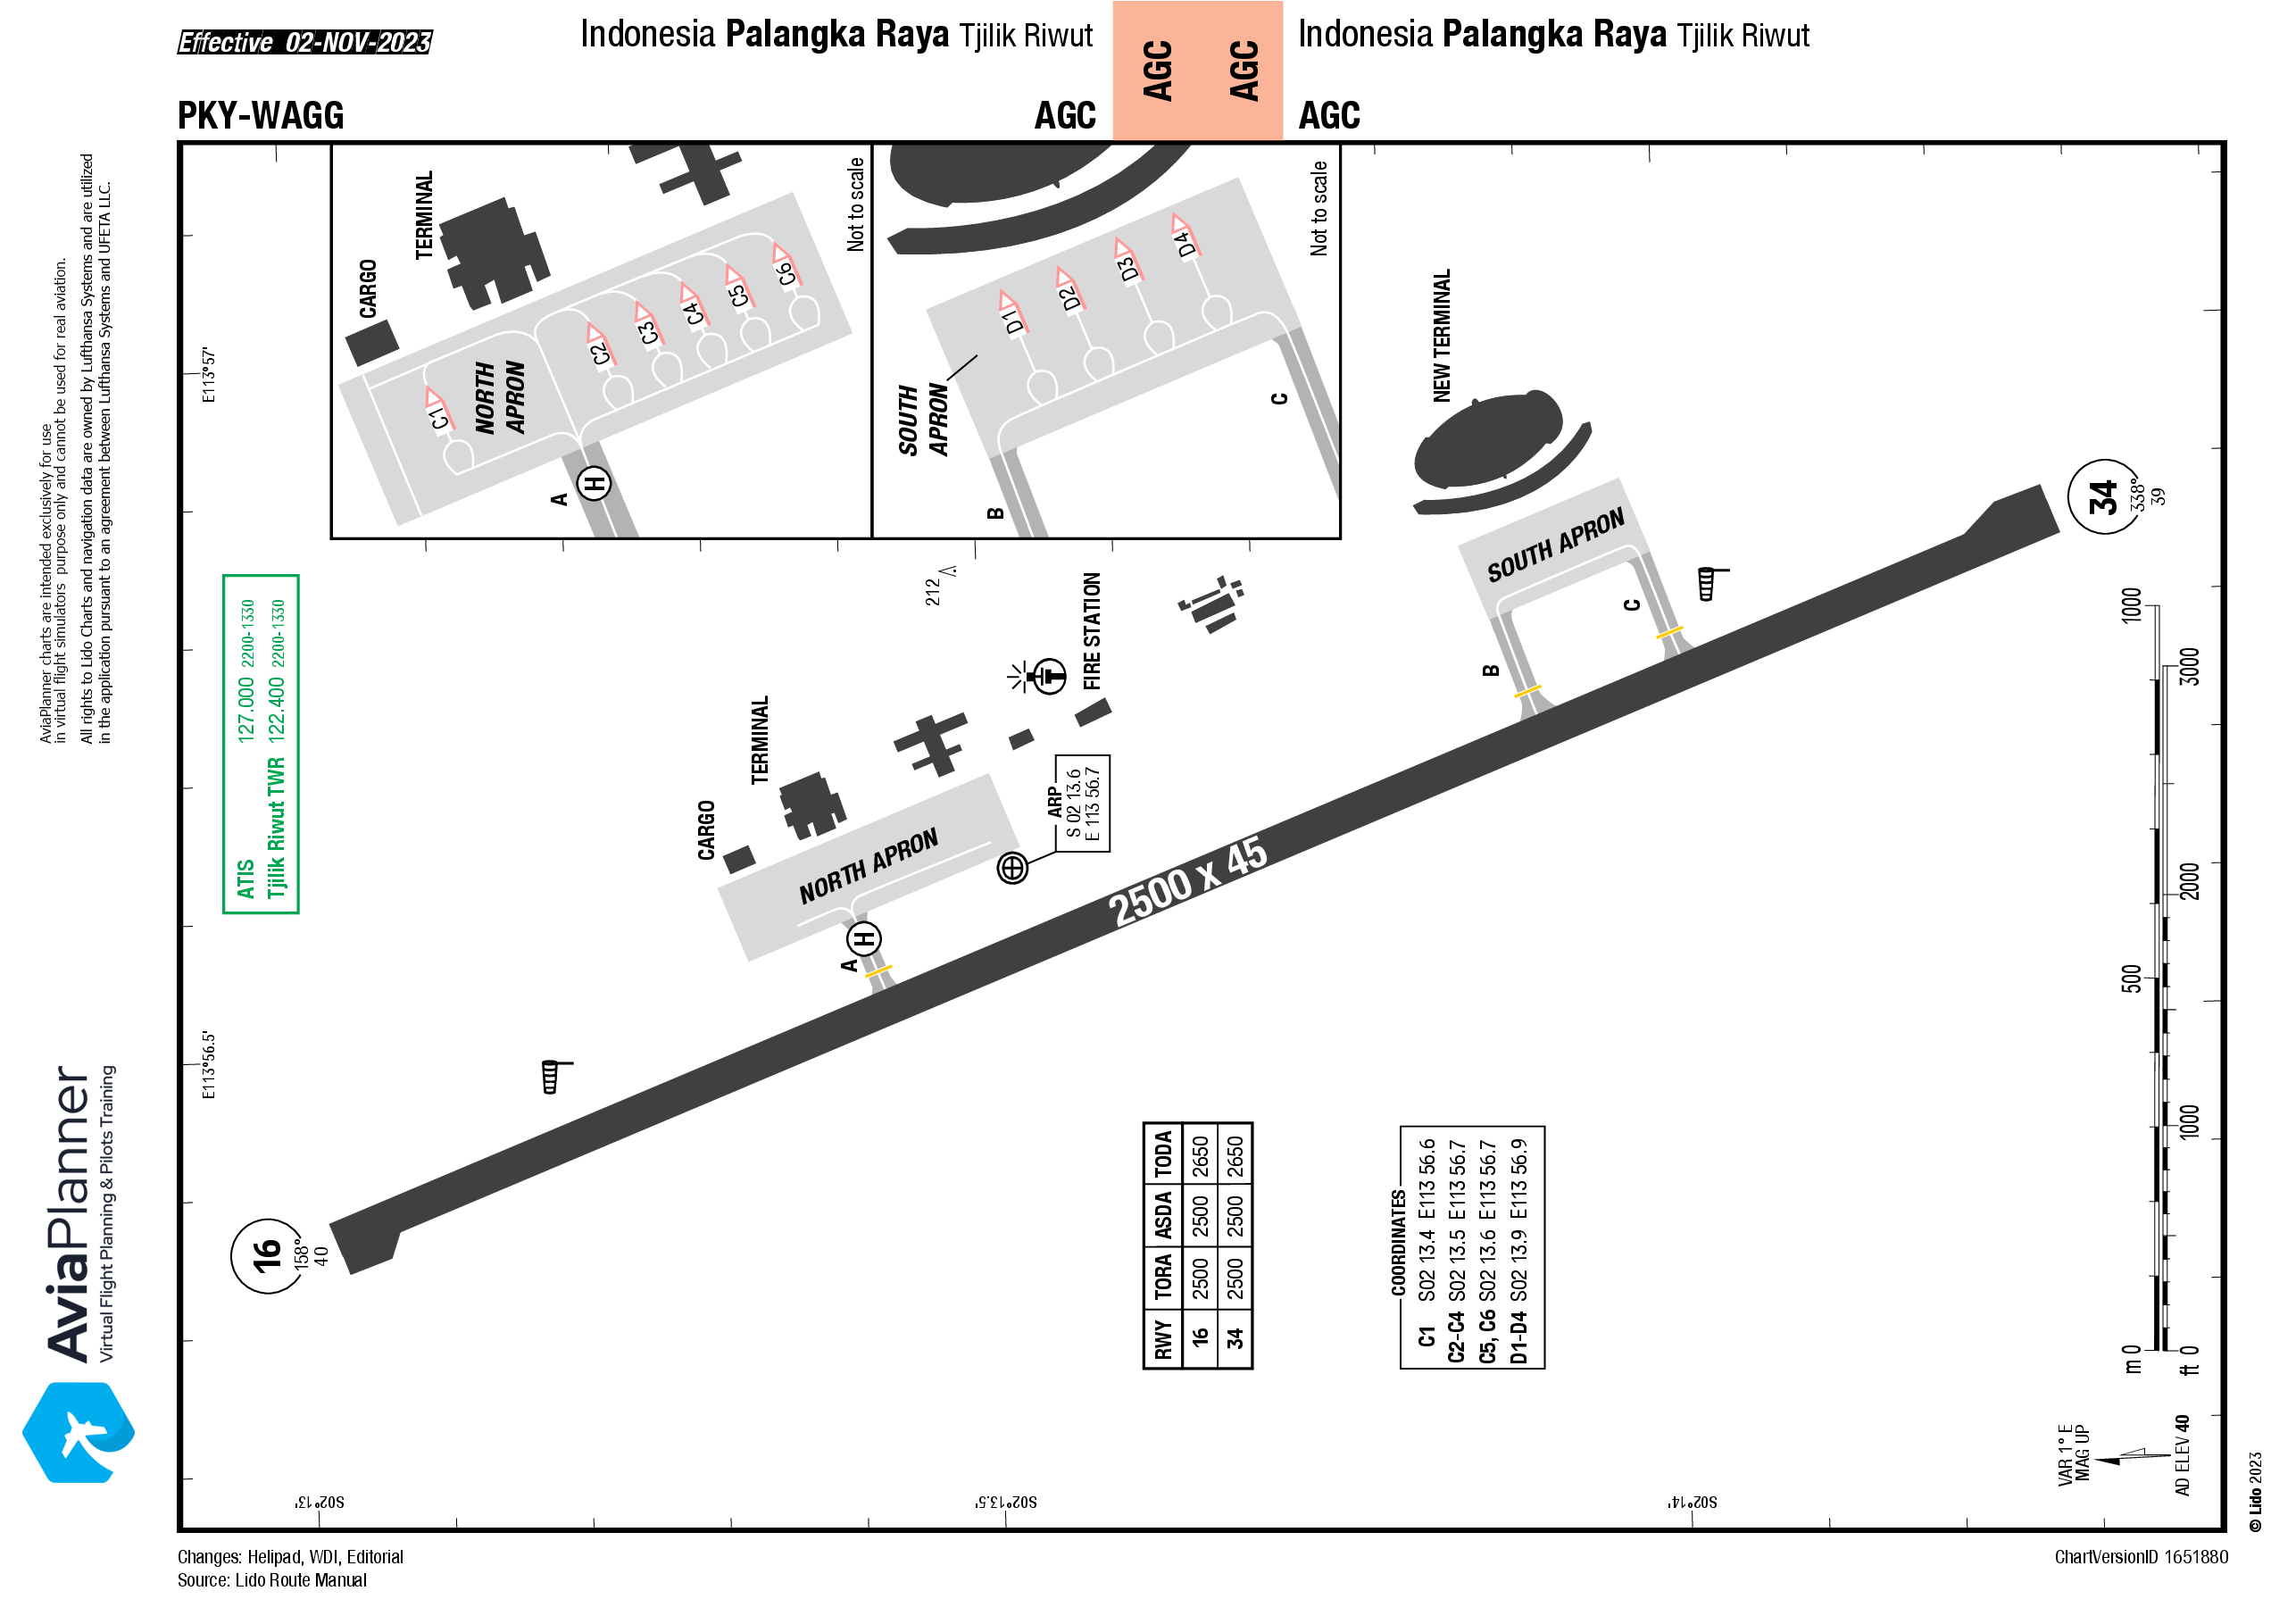 Effective 02-NOV-2023
Indonesia Palangka Raya Tjilik Riwut
AGC
AGC
Indonesia Palangka Raya Tjilik Riwut
PKY-WAGG
AGC
AGC
AviaPlanner charts are intended exclusively for use
in virtual flight simulators purpose only and cannot be used for real aviation.
All rights to Lido Charts and navigation data are owned by Lufthansa Systems and are utilized
in the application pursuant to an agreement between Lufthansa Systems and UFETA LLC.
AviaPlanner
Virtual Flight Planning & Pilots Training
E113°57'
E113°56.5'
CARGO
TERMINAL
NORTH
APRON
C1
C2
C3
C4
C5
C6
A
H
Not to scale
SOUTH
APRON
D1
D2
D3
D4
B
C
Not to scale
ATIS 127.000 2200-1330
Tjilik Riwut TWR 122.400 2200-1330
212
FIRE STATION
TERMINAL
CARGO
NORTH APRON
A
H
ARP
S 02 13.6
E 113 56.7
NEW TERMINAL
SOUTH APRON
B
C
2500 x 45
34
338°
39
16
158°
40
RWY TORA ASDA TODA
16 2500 2500 2650
34 2500 2500 2650
COORDINATES
C1 S02 13.4 E113 56.6
C2-C4 S02 13.5 E113 56.7
C5, C6 S02 13.6 E113 56.7
D1-D4 S02 13.9 E113 56.9
m 0 500 1000
ft 0 1000 2000 3000
VAR 1° E
MAG UP
AD ELEV 40
S02°13'
S02°13.5'
S02°14'
© Lido 2023
Changes: Helipad, WDI, Editorial
Source: Lido Route Manual
ChartVersionID 1651880